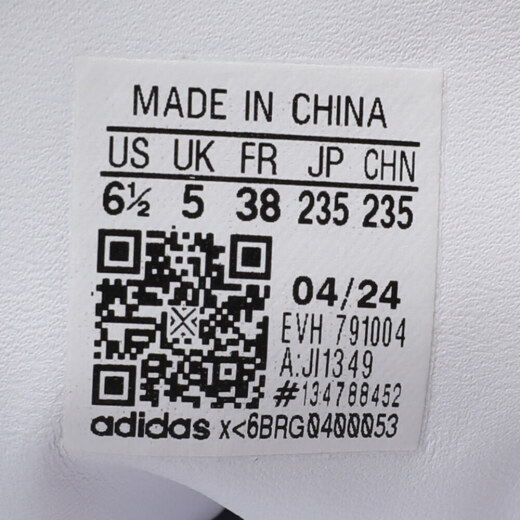 MADE IN CHINA
US UK FR JP CHN
6½ 5 38 235 235
04/24
EVH 791004
A:JI1349
#134788452
adidas x<6BRG0400053